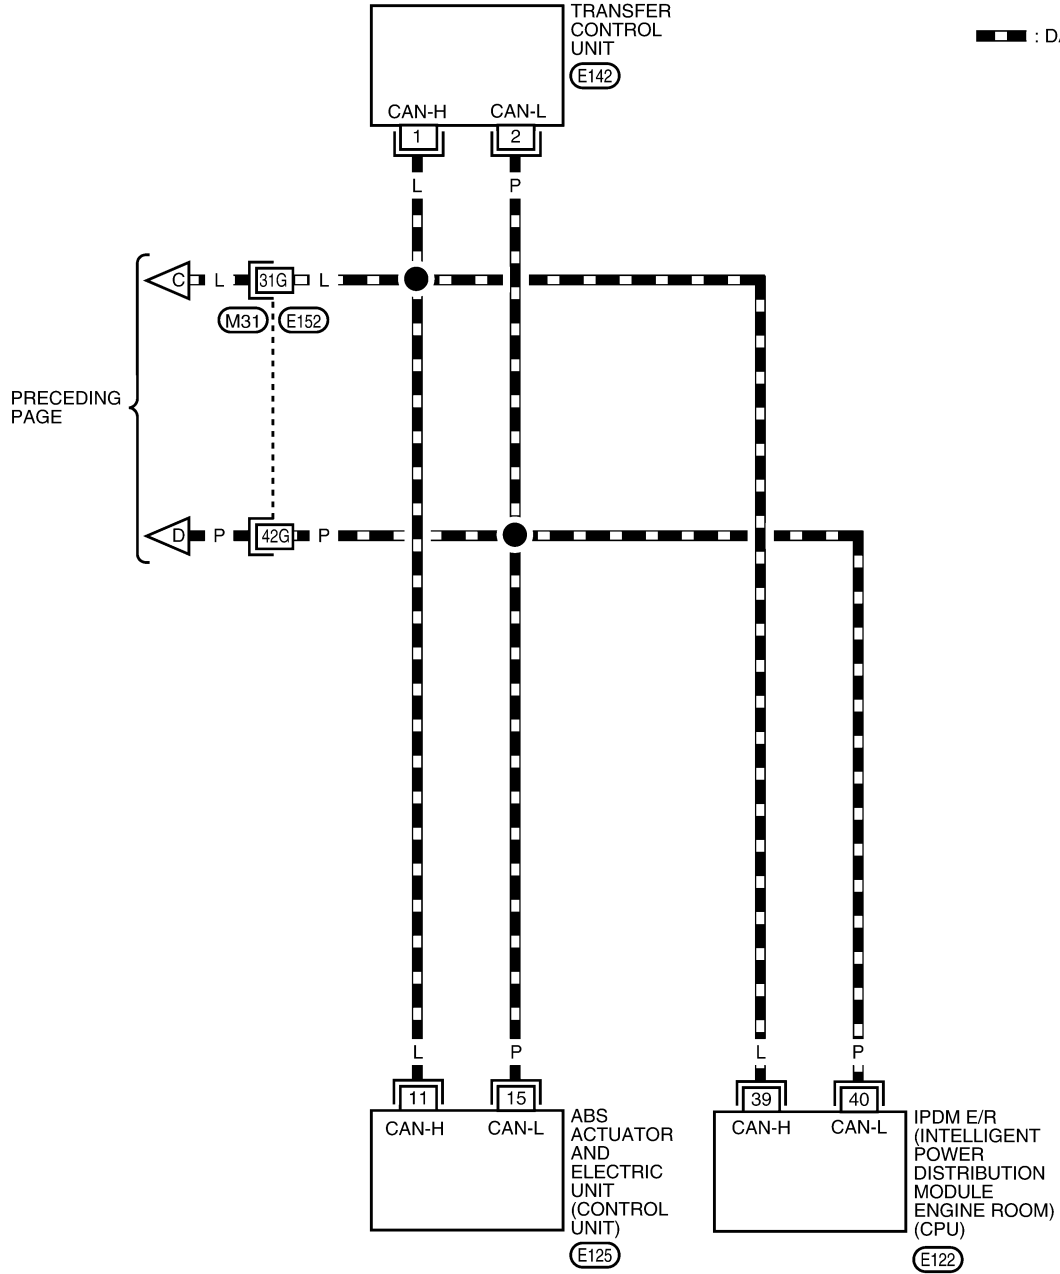 TRANSFER
CONTROL
UNIT
E142
: D
CAN-H CAN-L
1 2
L P
C L 31G L
M31 E152
PRECEDING
PAGE
D P 42G P
L P L P
11 15 39 40
CAN-H CAN-L
ABS
ACTUATOR
AND
ELECTRIC
UNIT
(CONTROL
UNIT)
E125
CAN-H CAN-L
IPDM E/R
(INTELLIGENT
POWER
DISTRIBUTION
MODULE
ENGINE ROOM)
(CPU)
E122